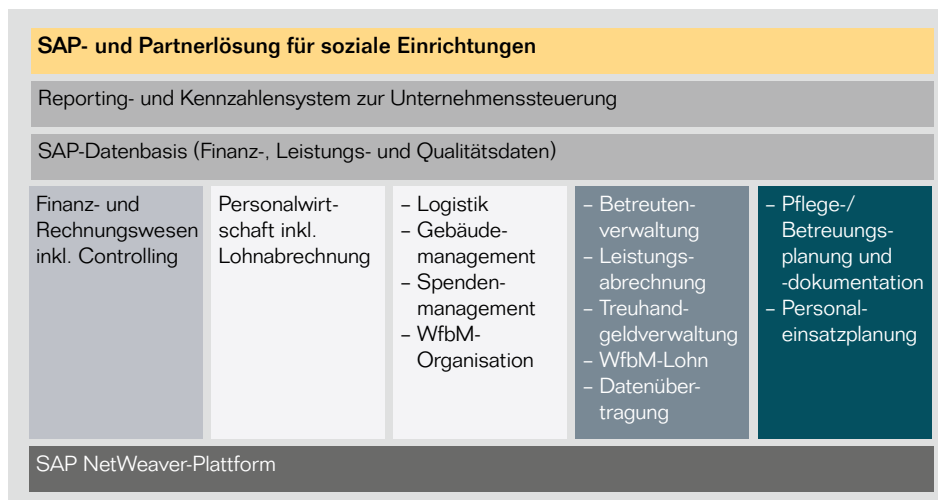 SAP- und Partnerlösung für soziale Einrichtungen
Reporting- und Kennzahlensystem zur Unternehmenssteuerung
SAP-Datenbasis (Finanz-, Leistungs- und Qualitätsdaten)
Finanz- und
Rechnungswesen
inkl. Controlling
Personalwirt-
schaft inkl.
Lohnabrechnung
– Logistik
– Gebäude-
management
– Spenden-
management
– WfbM-
Organisation
– Betreuten-
verwaltung
– Leistungs-
abrechnung
– Treuhand-
geldverwaltung
– WfbM-Lohn
– Datenüber-
tragung
– Pflege-/
Betreuungs-
planung und
-dokumentation
– Personal-
einsatzplanung
SAP NetWeaver-Plattform